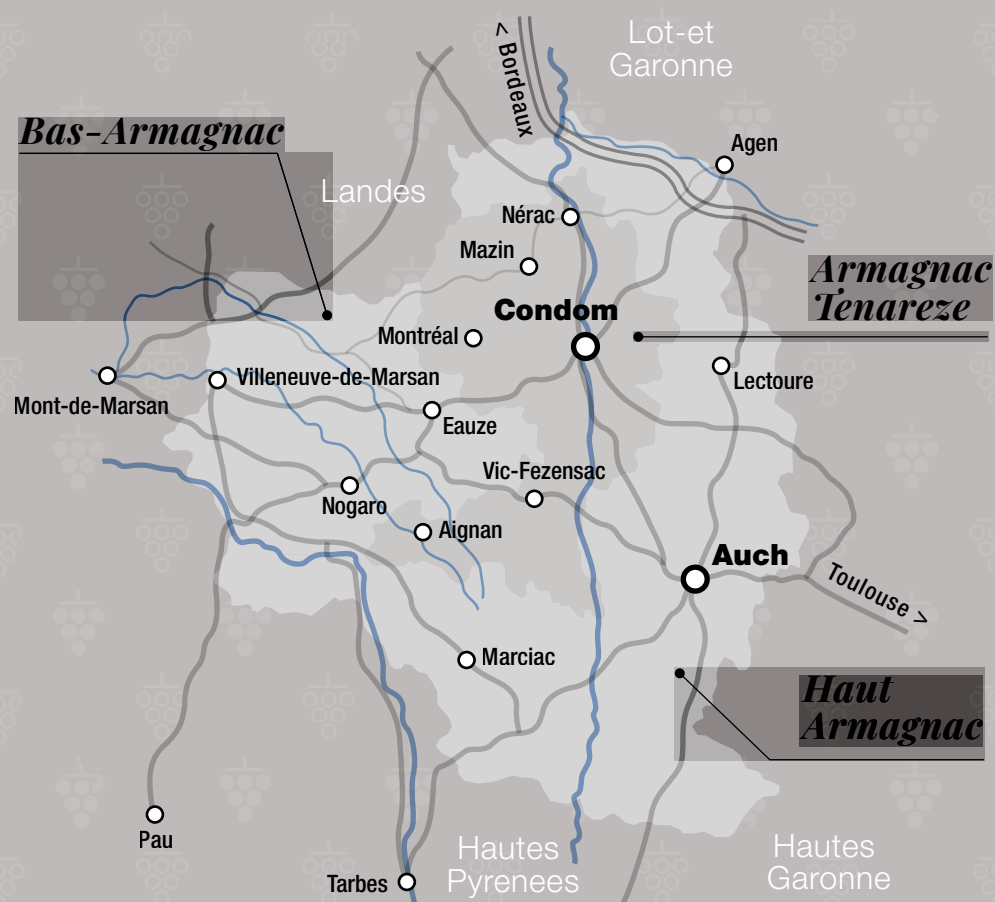 Lot-et
Garonne
< Bordeaux
Bas-Armagnac
Agen
Landes
Nérac
Mazin
Armagnac
Tenareze
Condom
Montréal
Villeneuve-de-Marsan
Lectoure
Mont-de-Marsan
Eauze
Vic-Fezensac
Nogaro
Aignan
Auch
Toulouse >
Marciac
Haut
Armagnac
Pau
Hautes
Pyrenees
Hautes
Garonne
Tarbes